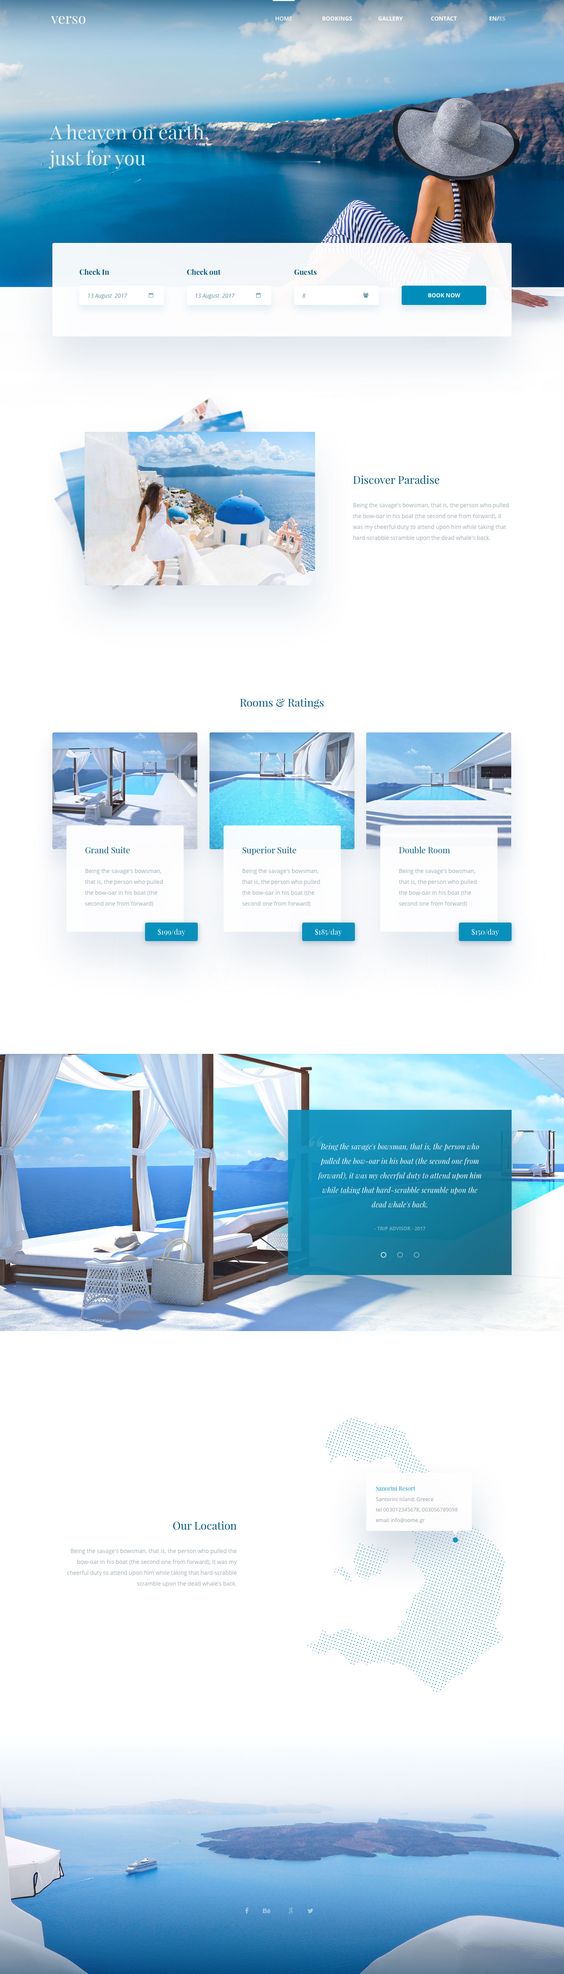 verso
HOME
BOOKINGS
GALLERY
CONTACT
EN/ES
A heaven on earth,
just for you
Check In
Check out
Guests
13 August 2017
13 August 2017
8
BOOK NOW
Discover Paradise
Being the savage's bowsman, that is, the person who pulled
the bow-oar in his boat (the second one from forward), it
was my cheerful duty to attend upon him while taking that
hard-scrabble scramble upon the dead whale's back.
Rooms & Ratings
Grand Suite
Being the savage's bowsman,
that is, the person who pulled
the bow-oar in his boat (the
second one from forward)
$199/day
Superior Suite
Being the savage's bowsman,
that is, the person who pulled
the bow-oar in his boat (the
second one from forward)
$185/day
Double Room
Being the savage's bowsman,
that is, the person who pulled
the bow-oar in his boat (the
second one from forward)
$150/day
Being the savage's bowsman, that is, the person who
pulled the bow-oar in his boat (the second one from
forward), it was my cheerful duty to attend upon him
while taking that hard-scrabble scramble upon the
dead whale's back.
- TRIP ADVISOR - 2017
Sanorini Resort
Santorini Island, Greece
tel 003012345678, 003056789098
email info@some.gr
Our Location
Being the savage's bowsman, that is, the person who pulled the
bow-oar in his boat (the second one from forward), it was my
cheerful duty to attend upon him while taking that hard-scrabble
scramble upon the dead whale's back.